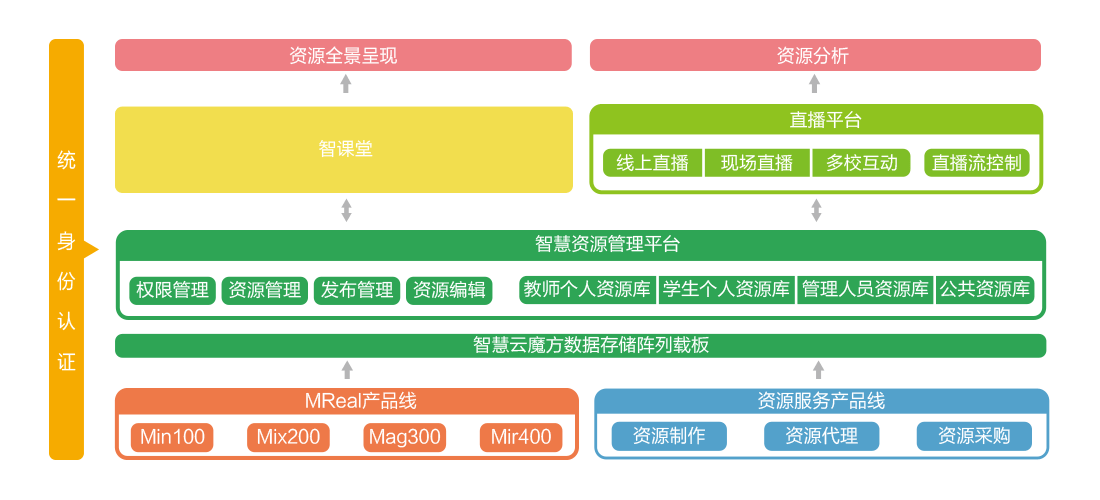 统一身份认证
资源全景呈现
资源分析
智课堂
直播平台
线上直播
现场直播
多校互动
直播流控制
智慧资源管理平台
权限管理
资源管理
发布管理
资源编辑
教师个人资源库
学生个人资源库
管理人员资源库
公共资源库
智慧云魔方数据存储阵列载板
MReal产品线
Min100
Mix200
Mag300
Mir400
资源服务产品线
资源制作
资源代理
资源采购